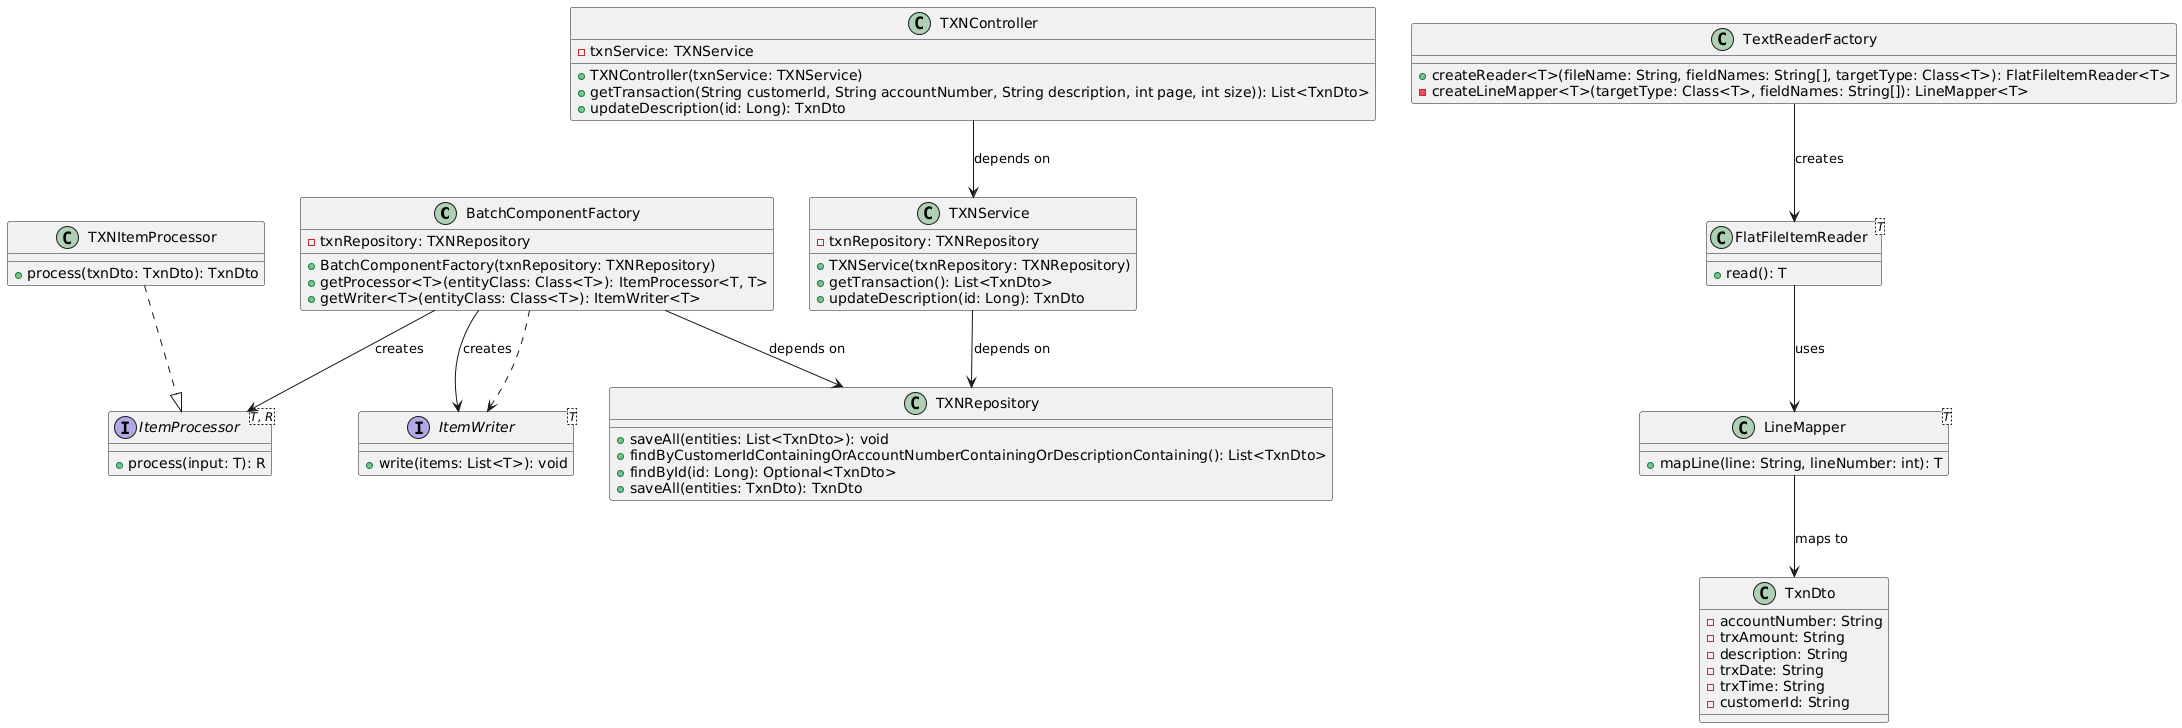 TXNController
txnService: TXNService
TXNController(txnService: TXNService)
getTransaction(String customerId, String accountNumber, String description, int page, int size)): List<TxnDto>
updateDescription(id: Long): TxnDto
TextReaderFactory
createReader<T>(fileName: String, fieldNames: String[], targetType: Class<T>): FlatFileItemReader<T>
createLineMapper<T>(targetType: Class<T>, fieldNames: String[]): LineMapper<T>
depends on
creates
TXNItemProcessor
process(txnDto: TxnDto): TxnDto
BatchComponentFactory
txnRepository: TXNRepository
BatchComponentFactory(txnRepository: TXNRepository)
getProcessor<T>(entityClass: Class<T>): ItemProcessor<T, T>
getWriter<T>(entityClass: Class<T>): ItemWriter<T>
TXNService
txnRepository: TXNRepository
TXNService(txnRepository: TXNRepository)
getTransaction(): List<TxnDto>
updateDescription(id: Long): TxnDto
FlatFileItemReader
T
read(): T
creates
creates
depends on
depends on
uses
ItemProcessor
T, R
process(input: T): R
ItemWriter
T
write(items: List<T>): void
TXNRepository
saveAll(entities: List<TxnDto>): void
findByCustomerIdContainingOrAccountNumberContainingOrDescriptionContaining(): List<TxnDto>
findById(id: Long): Optional<TxnDto>
saveAll(entities: TxnDto): TxnDto
LineMapper
T
mapLine(line: String, lineNumber: int): T
maps to
TxnDto
accountNumber: String
trxAmount: String
description: String
trxDate: String
trxTime: String
customerId: String